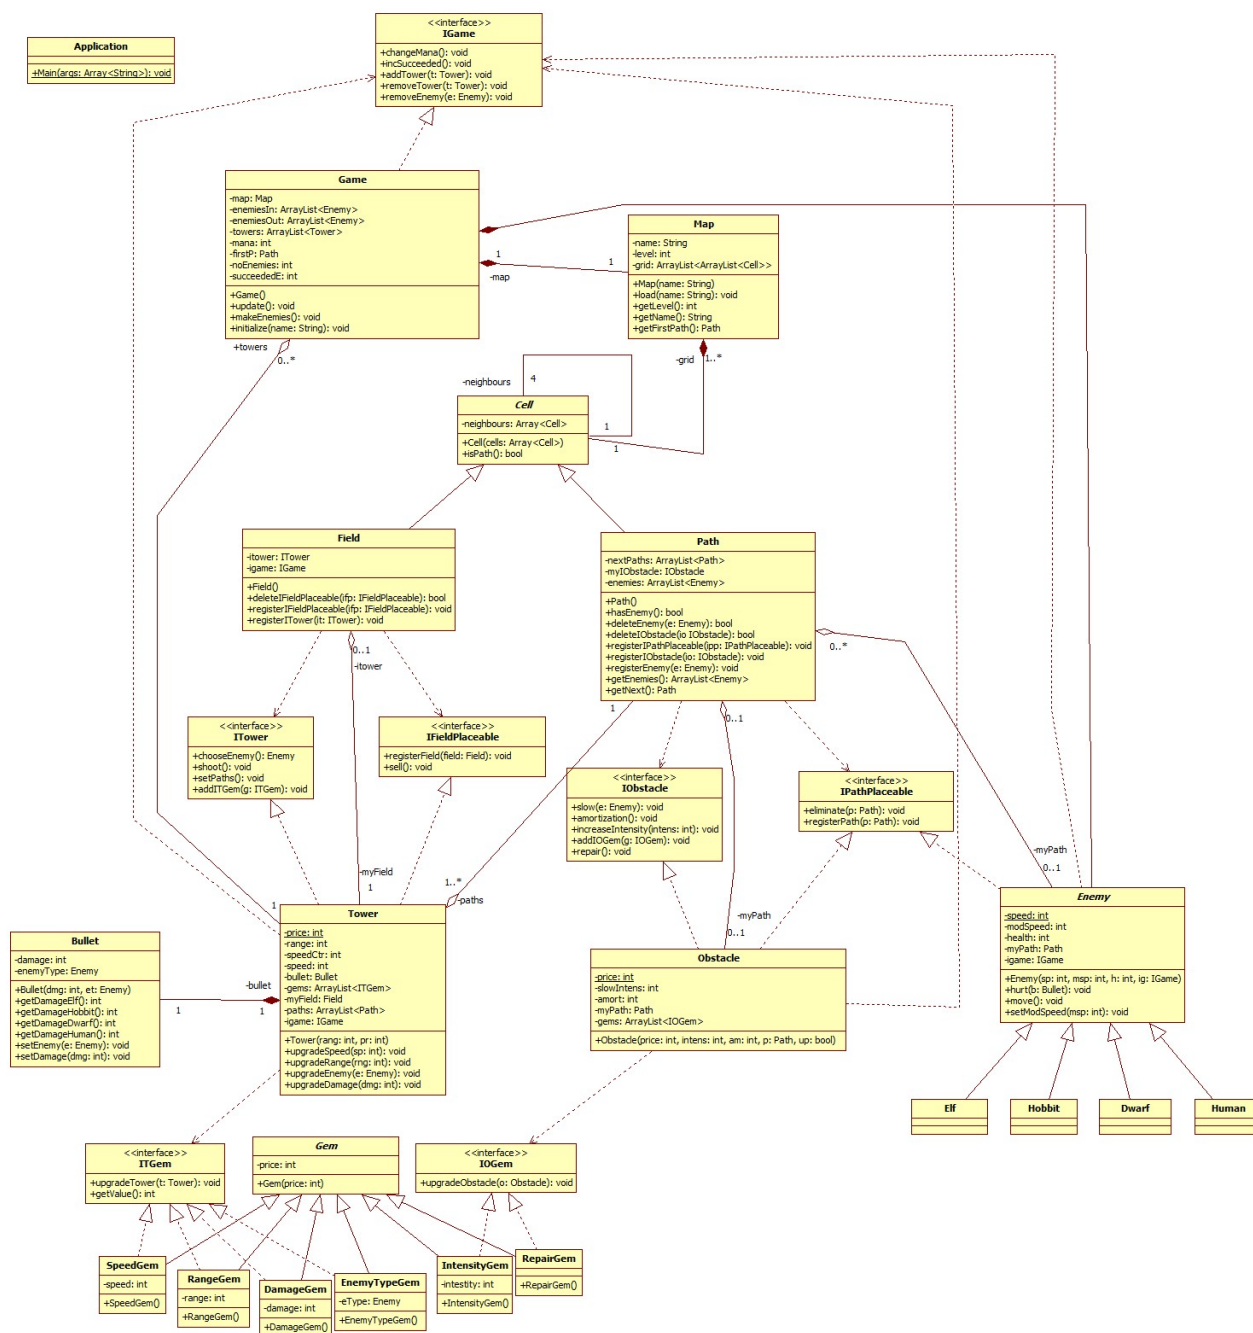 <<interface>>
IGame
+changeMana(): void
+incSucceeded(): void
+addTower(t: Tower): void
+removeTower(t: Tower): void
+removeEnemy(e: Enemy): void
Application
+Main(args: Array<String>): void
Game
-map: Map
-enemiesIn: ArrayList<Enemy>
-enemiesOut: ArrayList<Enemy>
-towers: ArrayList<Tower>
-mana: int
-firstP: Path
-noEnemies: int
-succeededE: int
+Game()
+update(): void
+makeEnemies(): void
+initialize(name: String): void
+towers
0..*
1
-map
1
Map
-name: String
-level: int
-grid: ArrayList<ArrayList<Cell>>
+Map(name: String)
+load(name: String): void
+getLevel(): int
+getName(): String
+getFirstPath(): Path
-grid
1..*
-neighbours
4
1
1
Cell
-neighbours: Array<Cell>
+Cell(cells: Array<Cell>)
+isPath(): bool
Field
-itower: ITower
-igame: IGame
+Field()
+deleteIFieldPlaceable(ifp: IFieldPlaceable): bool
+registerIFieldPlaceable(ifp: IFieldPlaceable): void
+registerITower(it: ITower): void
0..1
-itower
Path
-nextPaths: ArrayList<Path>
-myIObstacle: IObstacle
-enemies: ArrayList<Enemy>
+Path()
+hasEnemy(): bool
+deleteEnemy(e: Enemy): bool
+deleteIObstacle(io IObstacle): bool
+registerIPathPlaceable(ipp: IPathPlaceable): void
+registerIObstacle(io: IObstacle): void
+registerEnemy(e: Enemy): void
+getEnemies(): ArrayList<Enemy>
+getNext(): Path
0..*
1
0..1
<<interface>>
ITower
+chooseEnemy(): Enemy
+shoot(): void
+setPaths(): void
+addITGem(g: ITGem): void
<<interface>>
IFieldPlaceable
+registerField(field: Field): void
+sell(): void
<<interface>>
IObstacle
+slow(e: Enemy): void
+amortization(): void
+increaseIntensity(intens: int): void
+addIOGem(g: IOGem): void
+repair(): void
<<interface>>
IPathPlaceable
+eliminate(p: Path): void
+registerPath(p: Path): void
-myPath
0..1
-myField
1
1..*
-paths
1
-myPath
0..1
Tower
-price: int
-range: int
-speedCtr: int
-speed: int
-bullet: Bullet
-gems: ArrayList<ITGem>
-myField: Field
-paths: ArrayList<Path>
-igame: IGame
+Tower(rang: int, pr: int)
+upgradeSpeed(sp: int): void
+upgradeRange(rng: int): void
+upgradeEnemy(e: Enemy): void
+upgradeDamage(dmg: int): void
Bullet
-damage: int
-enemyType: Enemy
+Bullet(dmg: int, et: Enemy)
+getDamageElf(): int
+getDamageHobbit(): int
+getDamageDwarf(): int
+getDamageHuman(): int
+setEnemy(e: Enemy): void
+setDamage(dmg: int): void
-bullet
1
1
Obstacle
-price: int
-slowIntens: int
-amort: int
-myPath: Path
-gems: ArrayList<IOGem>
+Obstacle(price: int, intens: int, am: int, p: Path, up: bool)
Enemy
-speed: int
-modSpeed: int
-health: int
-myPath: Path
-igame: IGame
+Enemy(sp: int, msp: int, h: int, ig: IGame)
+hurt(b: Bullet): void
+move(): void
+setModSpeed(msp: int): void
Elf
Hobbit
Dwarf
Human
<<interface>>
ITGem
+upgradeTower(t: Tower): void
+getValue(): int
Gem
-price: int
+Gem(price: int)
<<interface>>
IOGem
+upgradeObstacle(o: Obstacle): void
SpeedGem
-speed: int
+SpeedGem()
RangeGem
-range: int
+RangeGem()
DamageGem
-damage: int
+DamageGem()
EnemyTypeGem
-eType: Enemy
+EnemyTypeGem()
IntensityGem
-intestity: int
+IntensityGem()
RepairGem
+RepairGem()